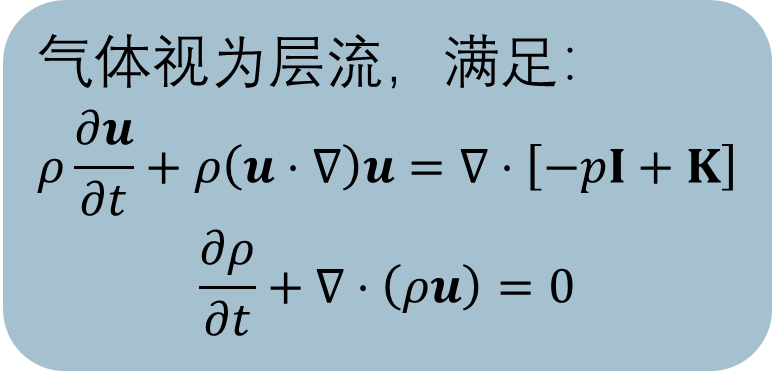 气体视为层流，满足：
ρ ∂𝒖/∂t + ρ(𝒖 · ∇)𝒖 = ∇ · [−p𝐈 + 𝐊]
∂ρ/∂t + ∇ · (ρ𝒖) = 0